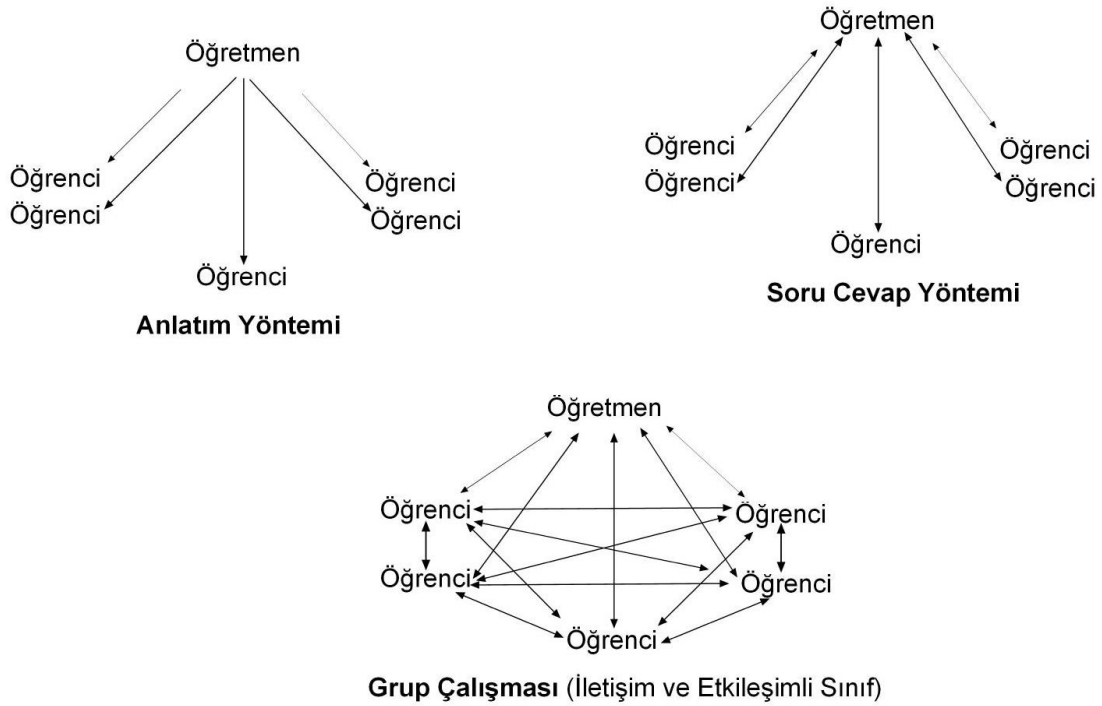 Öğretmen
Öğrenci
Öğrenci
Öğrenci
Öğrenci
Öğrenci
Anlatım Yöntemi
Öğretmen
Öğrenci
Öğrenci
Öğrenci
Öğrenci
Öğrenci
Soru Cevap Yöntemi
Öğretmen
Öğrenci
Öğrenci
Öğrenci
Öğrenci
Öğrenci
Grup Çalışması (İletişim ve Etkileşimli Sınıf)